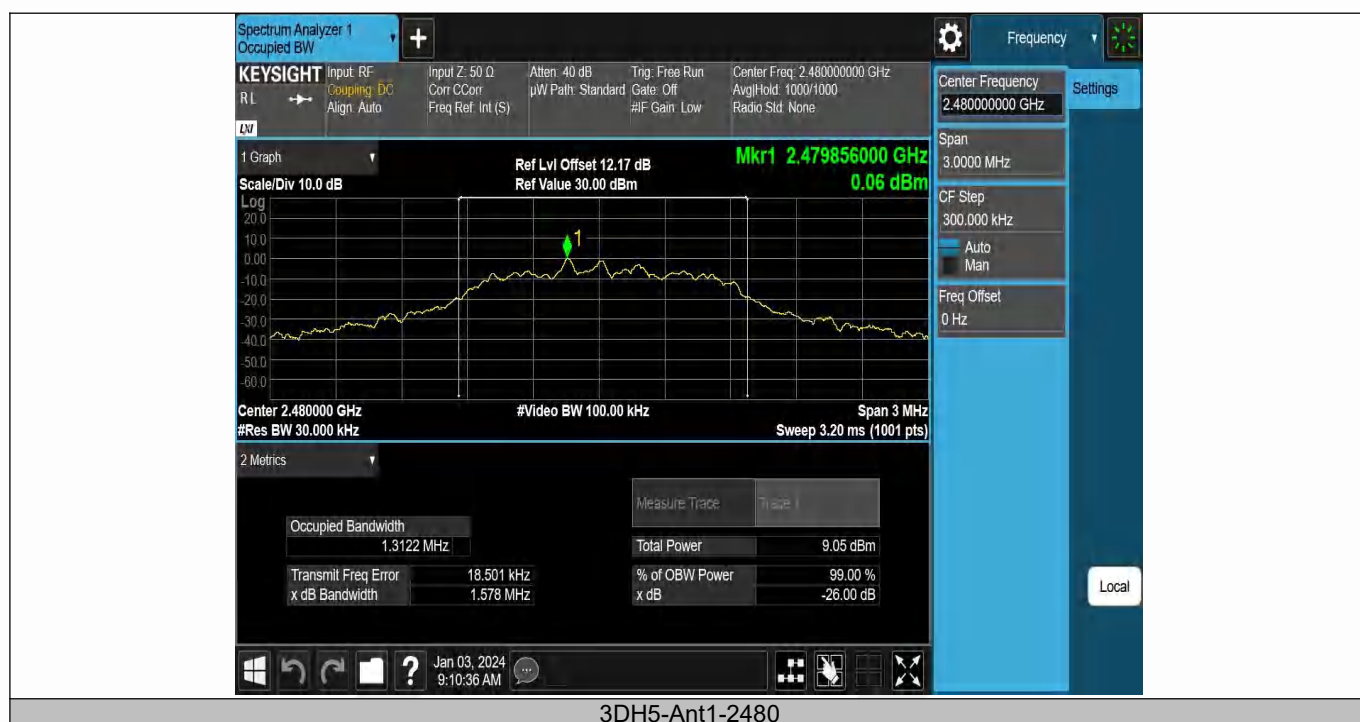 Spectrum Analyzer 1
Occupied BW
Frequency
KEYSIGHT
RL
LXI
Input: RF
Coupling: DC
Align: Auto
Input Z: 50 Ω
Corr CCorr
Freq Ref: Int (S)
Atten: 40 dB
µW Path: Standard
Trig: Free Run
Gate: Off
#IF Gain: Low
Center Freq: 2.480000000 GHz
Avg|Hold: 1000/1000
Radio Std: None
Center Frequency
2.480000000 GHz
Settings
Span
3.0000 MHz
CF Step
300.000 kHz
Auto
Man
Freq Offset
0 Hz
Local
1 Graph
Scale/Div 10.0 dB
Ref Lvl Offset 12.17 dB
Ref Value 30.00 dBm
Mkr1 2.479856000 GHz
0.06 dBm
Log
20.0
10.0
0.00
-10.0
-20.0
-30.0
-40.0
-50.0
-60.0
1
Center 2.480000 GHz
#Video BW 100.00 kHz
Span 3 MHz
#Res BW 30.000 kHz
Sweep 3.20 ms (1001 pts)
2 Metrics
Measure Trace
Trace 1
Occupied Bandwidth
1.3122 MHz
Total Power
9.05 dBm
Transmit Freq Error
18.501 kHz
% of OBW Power
99.00 %
x dB Bandwidth
1.578 MHz
x dB
-26.00 dB
?
Jan 03, 2024
9:10:36 AM
3DH5-Ant1-2480